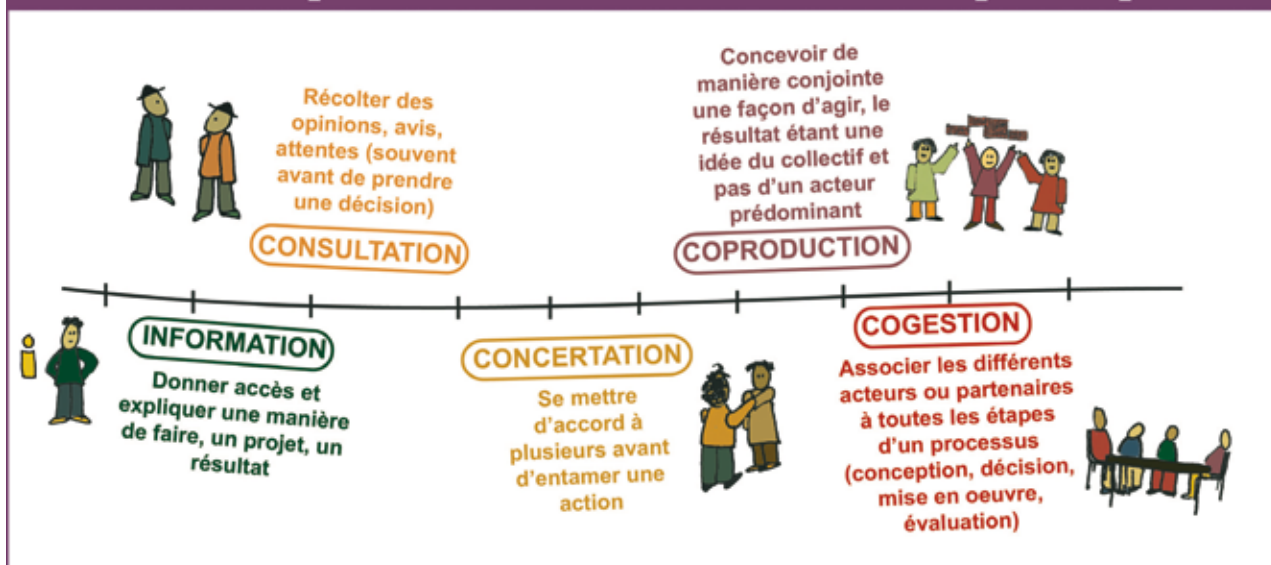 Récolter des
opinions, avis,
attentes (souvent
avant de prendre
une décision)
CONSULTATION
Concevoir de
manière conjointe
une façon d'agir, le
résultat étant une
idée du collectif et
pas d'un acteur
prédominant
COPRODUCTION
INFORMATION
Donner accès et
expliquer une manière
de faire, un projet, un
résultat
CONCERTATION
Se mettre
d'accord à
plusieurs avant
d'entamer une
action
COGESTION
Associer les différents
acteurs ou partenaires
à toutes les étapes
d'un processus
(conception, décision,
mise en oeuvre,
évaluation)